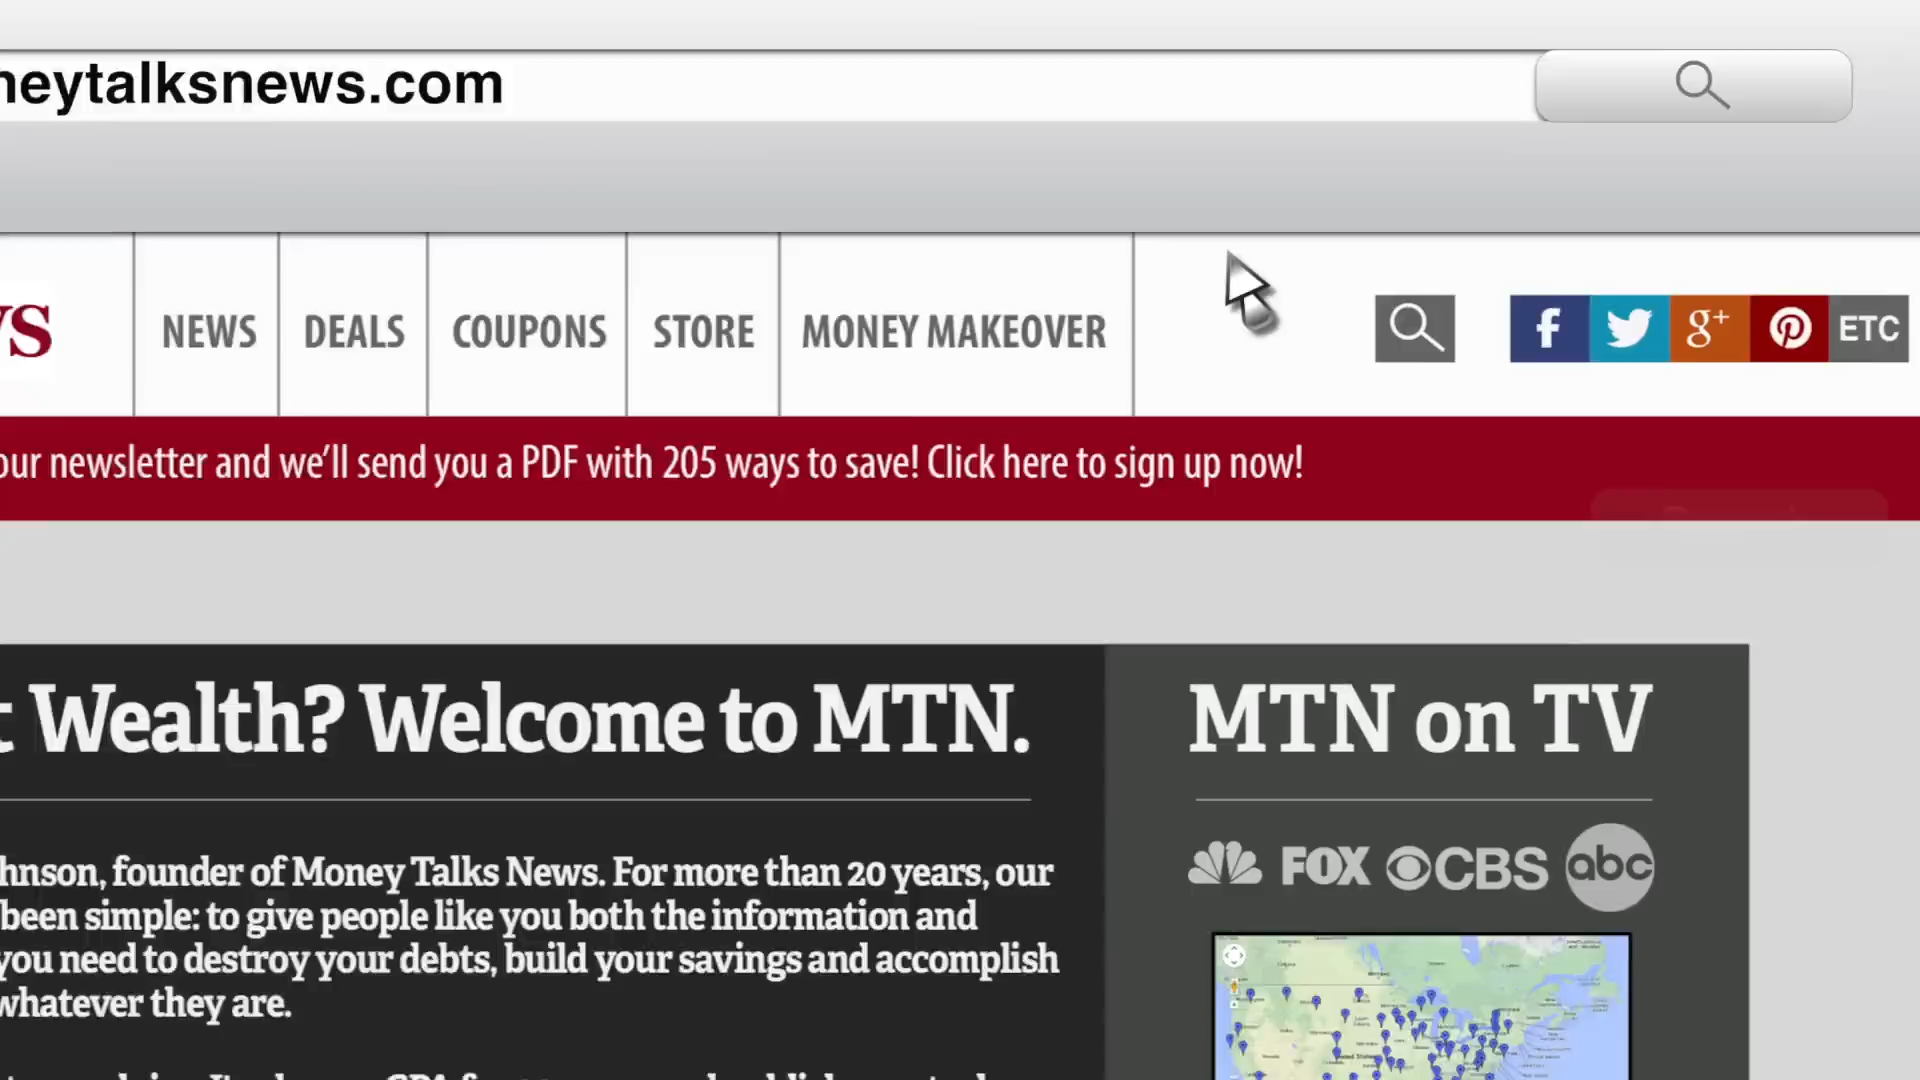 neytalksnews.com
WS
NEWS
DEALS
COUPONS
STORE
MONEY MAKEOVER
f
g+
ETC
our newsletter and we'll send you a PDF with 205 ways to save! Click here to sign up now!
t Wealth? Welcome to MTN.
MTN on TV
FOX
CBS
abc
hnson, founder of Money Talks News. For more than 20 years, our
been simple: to give people like you both the information and
you need to destroy your debts, build your savings and accomplish
whatever they are.